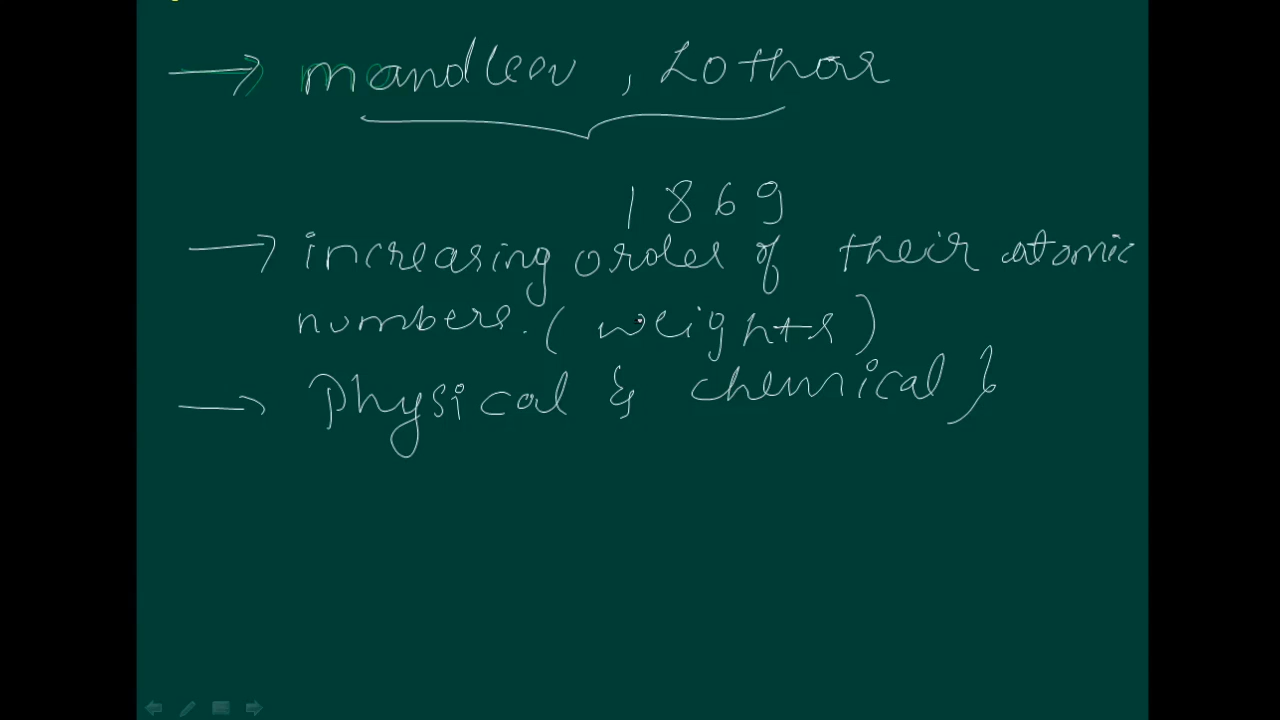 → mandleev , Lothar
1869
→ increasing order of their atomic
numbers. ( weights )
→ Physical & chemical }